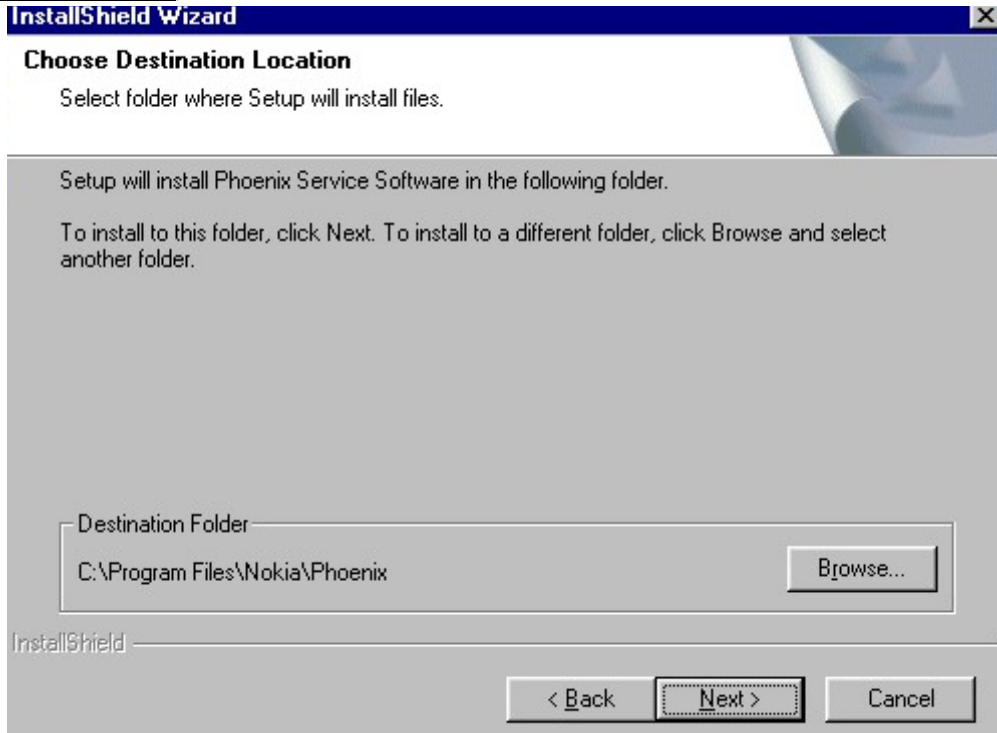 InstallShield Wizard
Choose Destination Location
Select folder where Setup will install files.
Setup will install Phoenix Service Software in the following folder.
To install to this folder, click Next. To install to a different folder, click Browse and select
another folder.
Destination Folder
C:\Program Files\Nokia\Phoenix
Browse...
InstallShield
< Back
Next >
Cancel